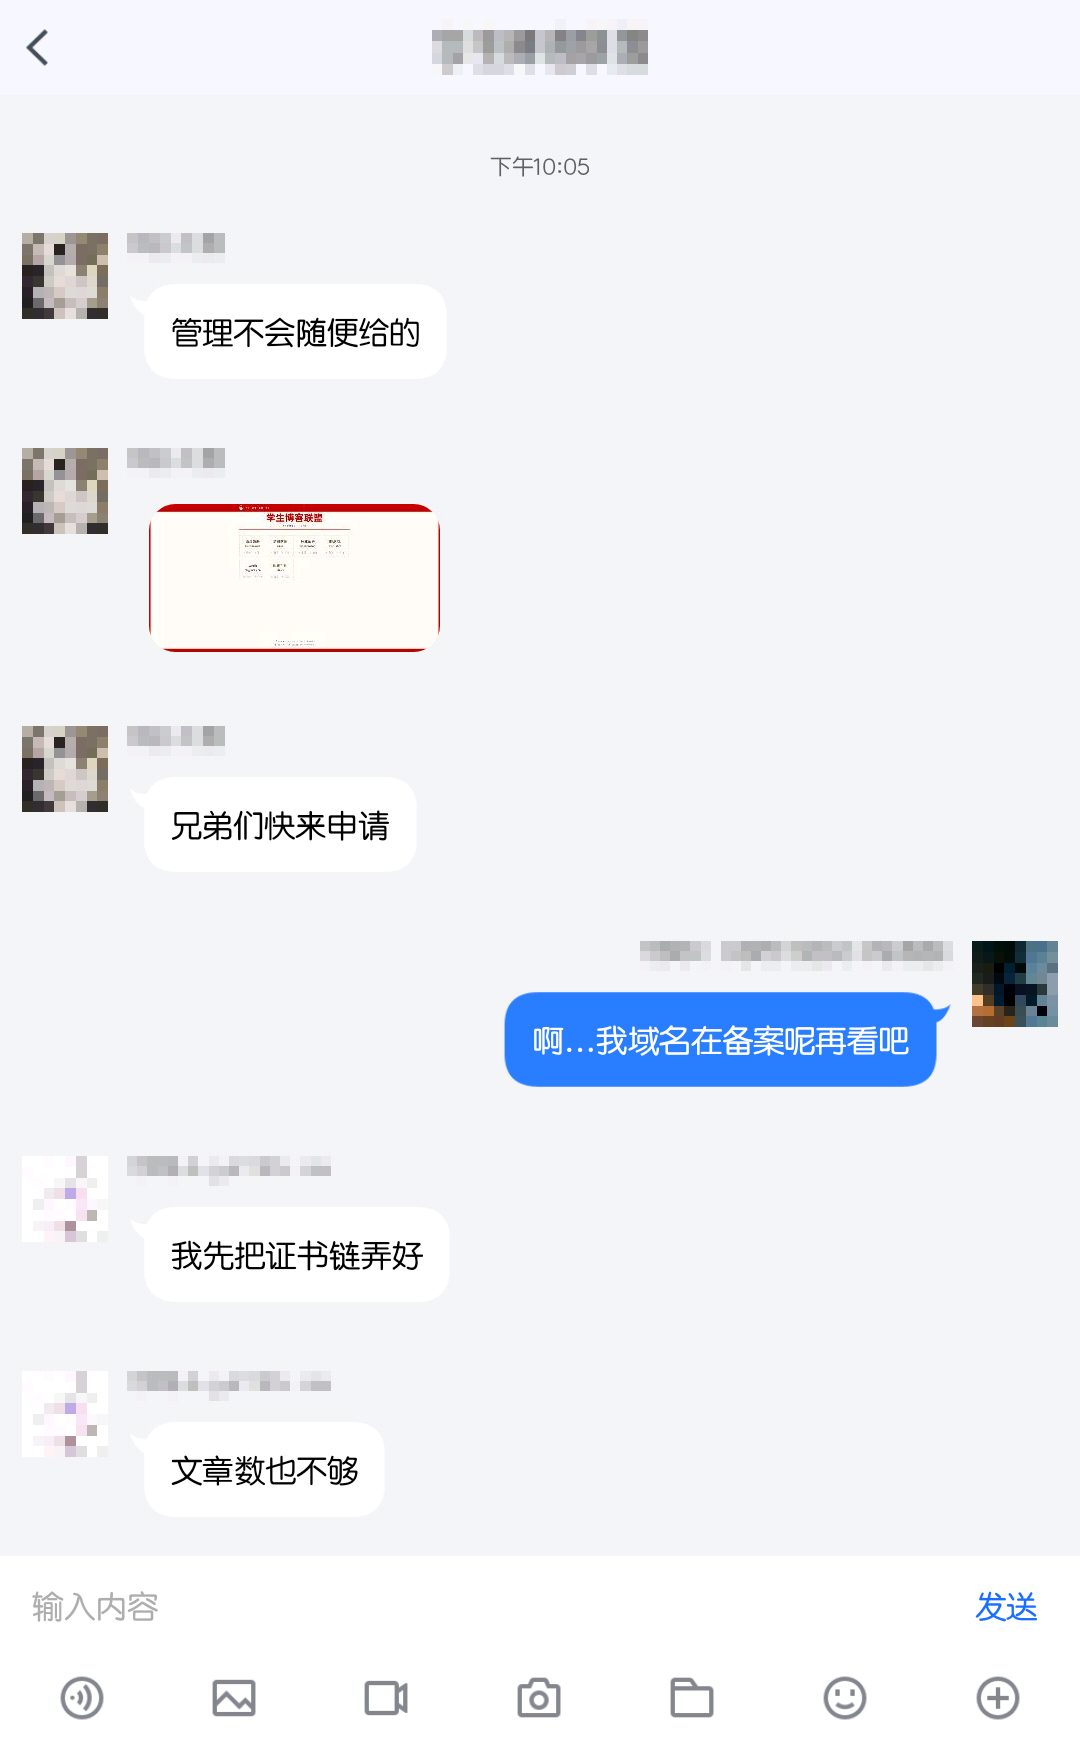 下午10:05
管理不会随便给的
学生博客联盟
兄弟们快来申请
啊...我域名在备案呢再看吧
我先把证书链弄好
文章数也不够
输入内容
发送